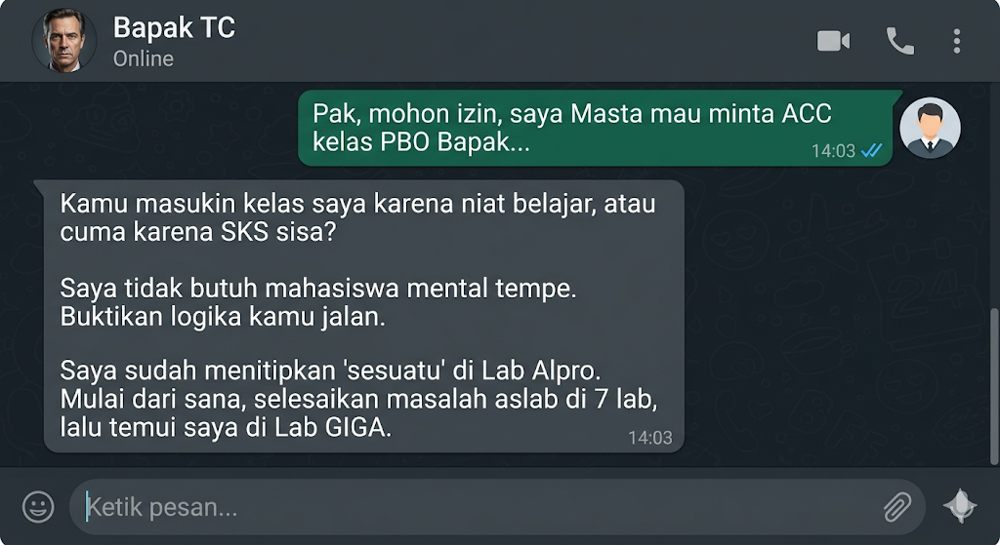 Bapak TC
Online
Pak, mohon izin, saya Masta mau minta ACC
kelas PBO Bapak...
14:03
Kamu masukin kelas saya karena niat belajar, atau
cuma karena SKS sisa?
Saya tidak butuh mahasiswa mental tempe.
Buktikan logika kamu jalan.
Saya sudah menitipkan 'sesuatu' di Lab Alpro.
Mulai dari sana, selesaikan masalah aslab di 7 lab,
lalu temui saya di Lab GIGA.
14:03
Ketik pesan...